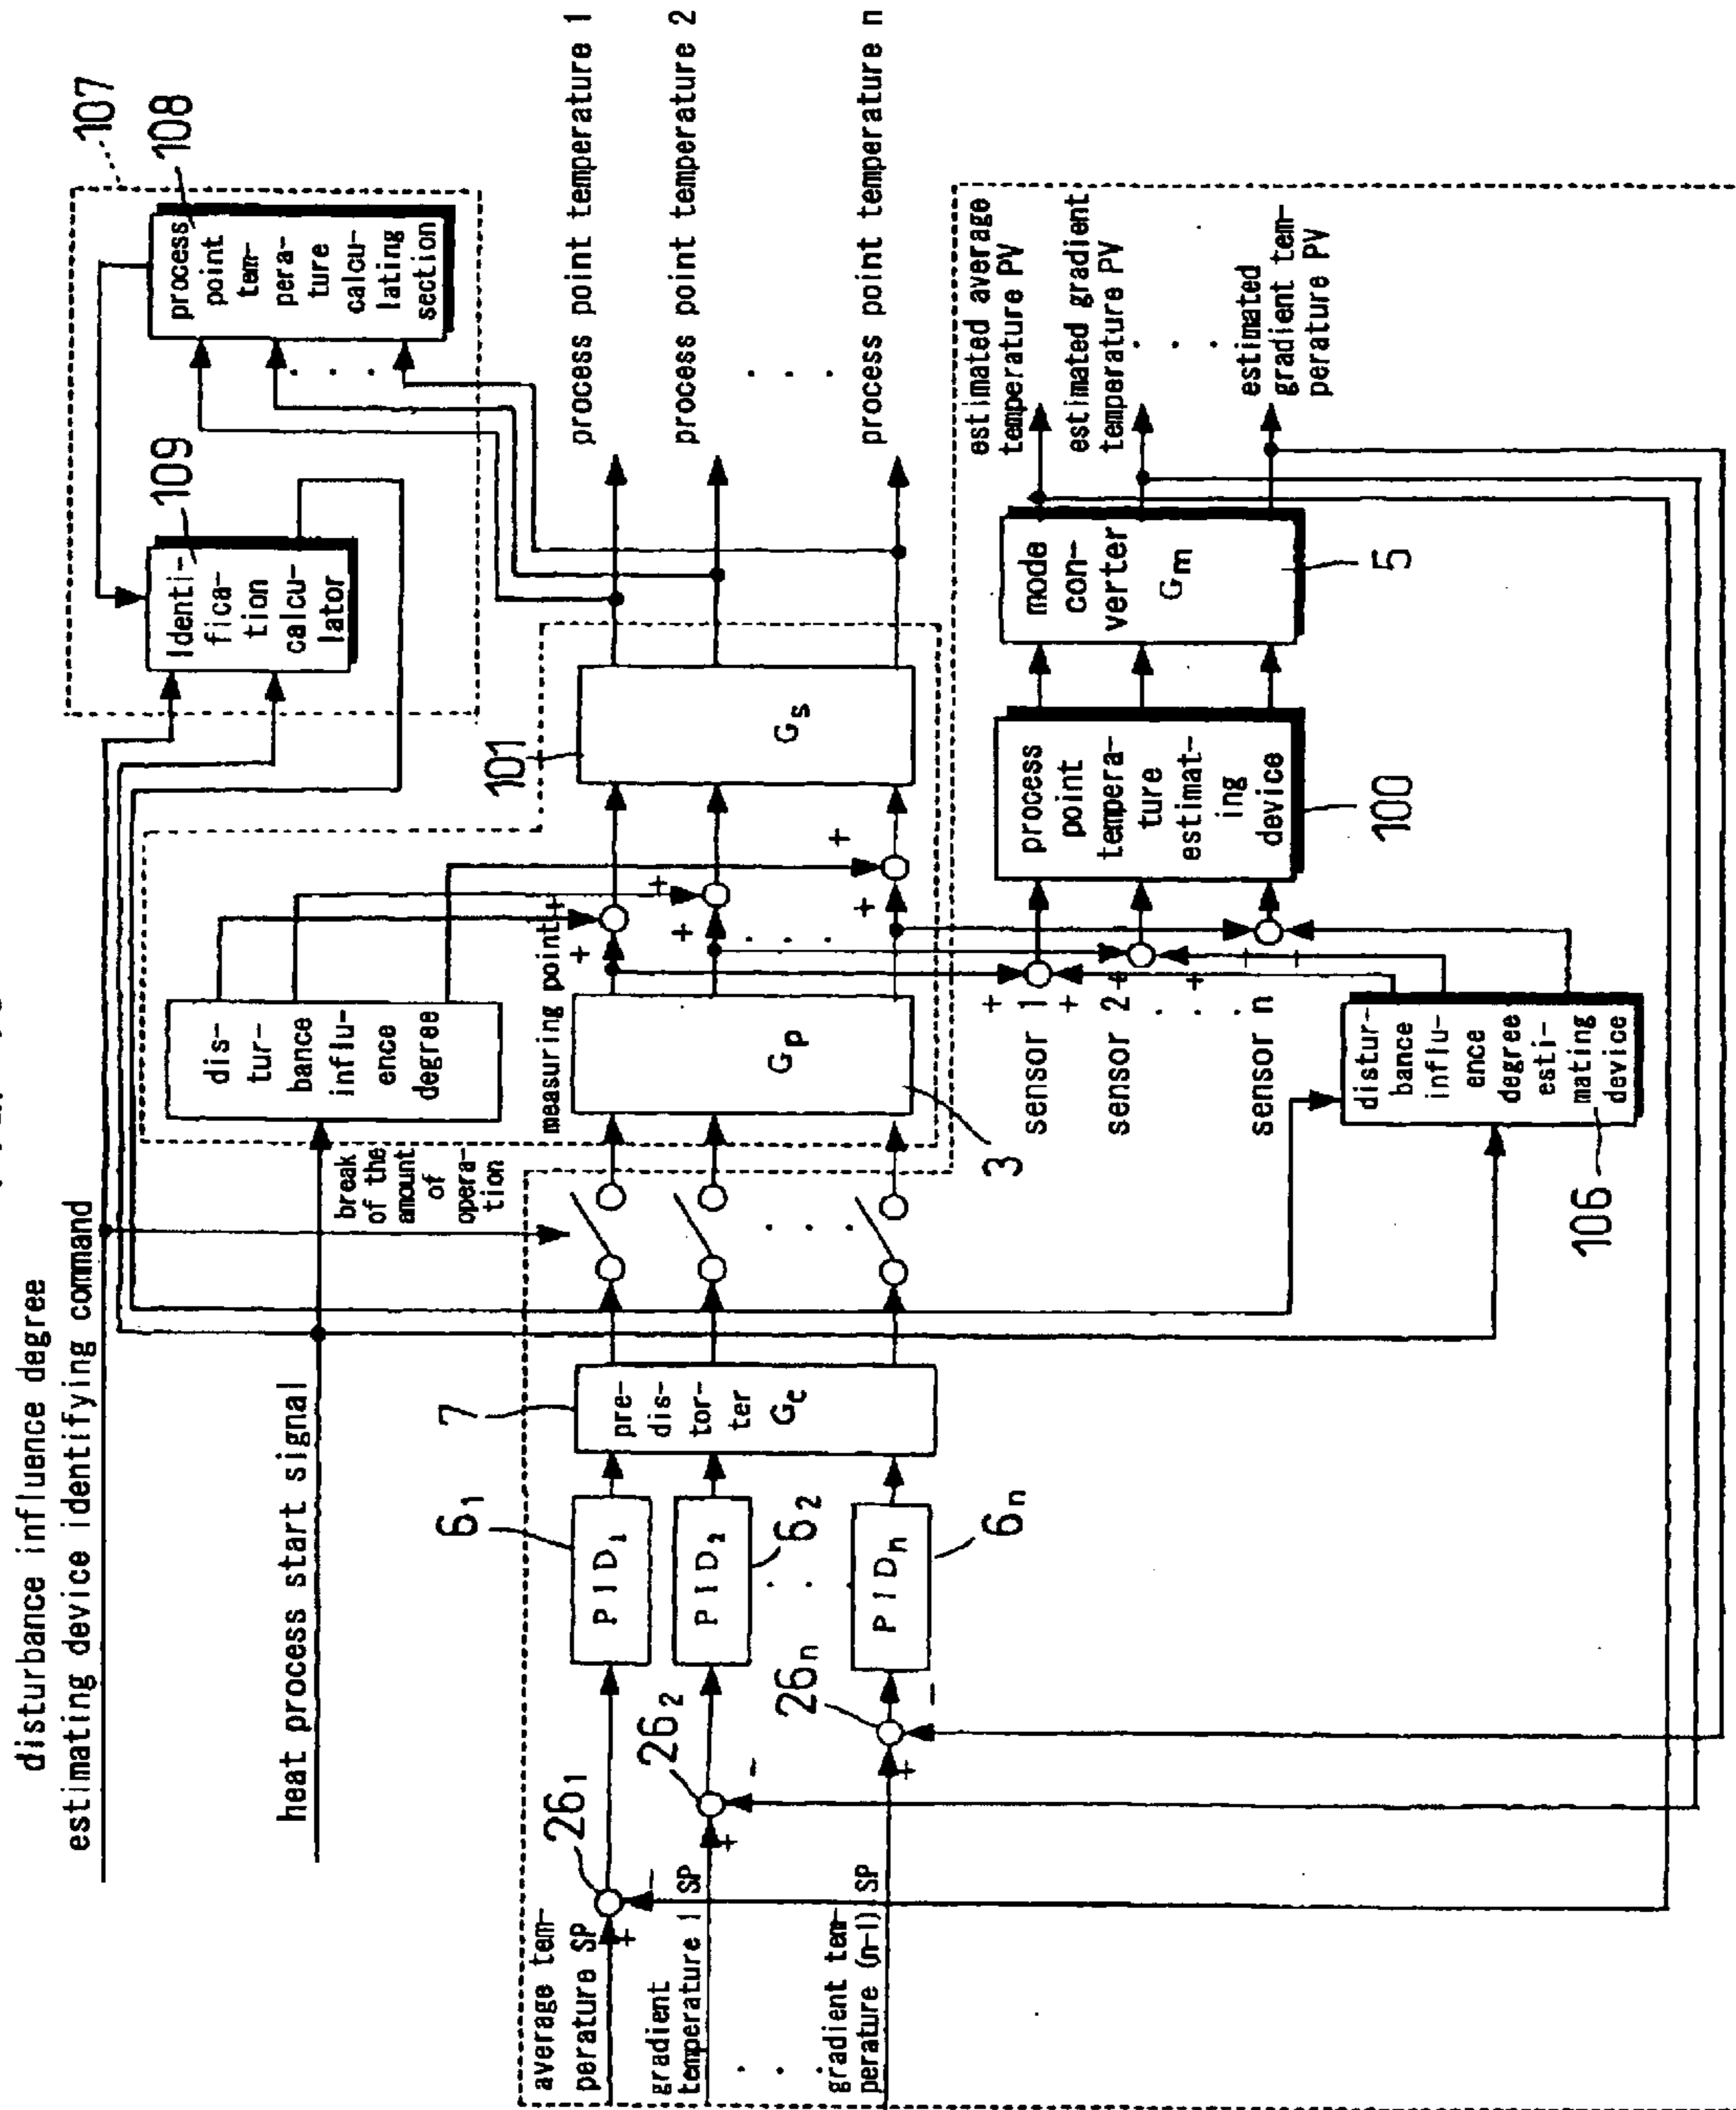 disturbance influence degree
estimating device identifying command
heat process start signal
107
109
108
Identi-
fica-
tion
calcu-
lator
process
point
tem-
pera-
ture
calcu-
lating
section
dis-
tur-
bance
influ-
ence
degree
break
of the
amount
of
opera-
tion
measuring point
101
average tem-
perature SP
gradient
temperature 1 SP
gradient tem-
perature (n-1) SP
26₁
26₂
26n
+
-
+
-
+
-
6₁
6₂
6n
PID₁
PID₂
PIDn
7
pre-
dis-
tor-
ter
Gc
Gp
3
+
+
+
+
+
+
Gs
process point temperature 1
process point temperature 2
process point temperature n
sensor 1
sensor 2
sensor n
+
+
+
+
process
point
tempera-
ture
estimat-
ing
device
100
mode
con-
verter
Gm
5
estimated average
temperature PV
estimated gradient
temperature PV
estimated
gradient tem-
perature PV
distur-
bance
influ-
ence
degree
esti-
mating
device
106